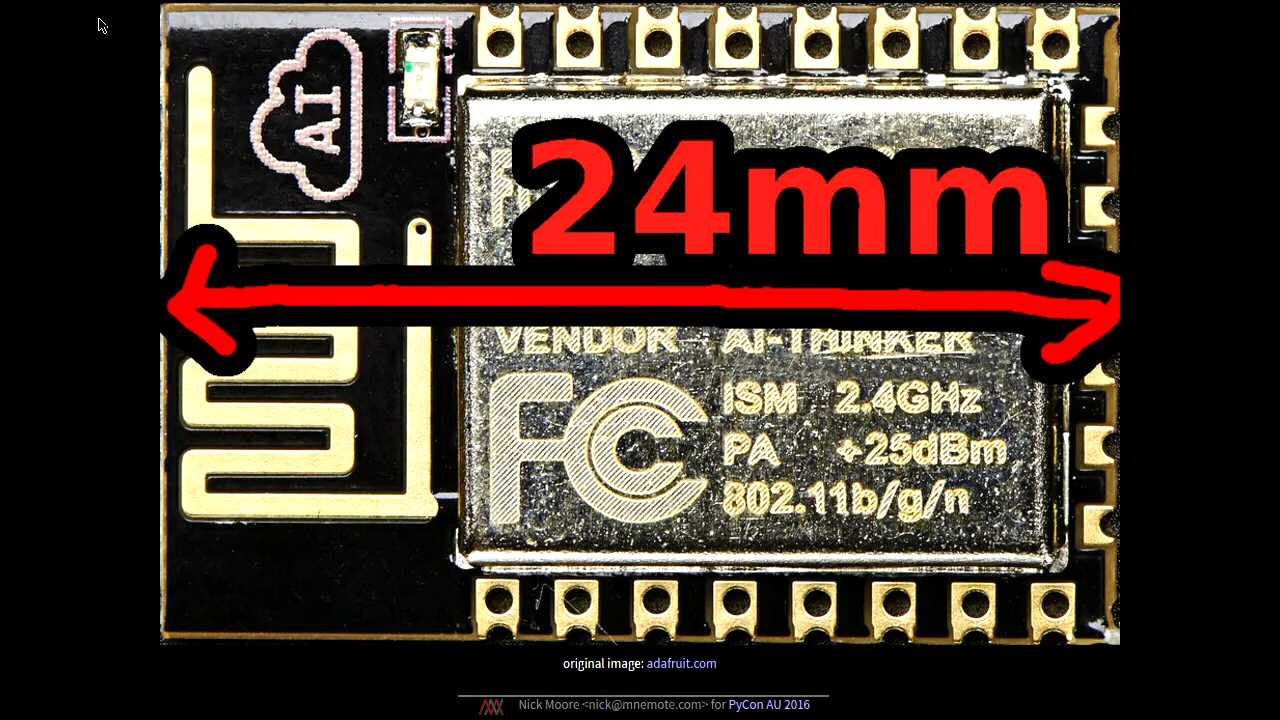 AI
24mm
VENDOR AI-THINKER
FCC
ISM 2.4GHz
PA +25dBm
802.11b/g/n
original image: adafruit.com
Nick Moore <nick@mnemote.com> for PyCon AU 2016